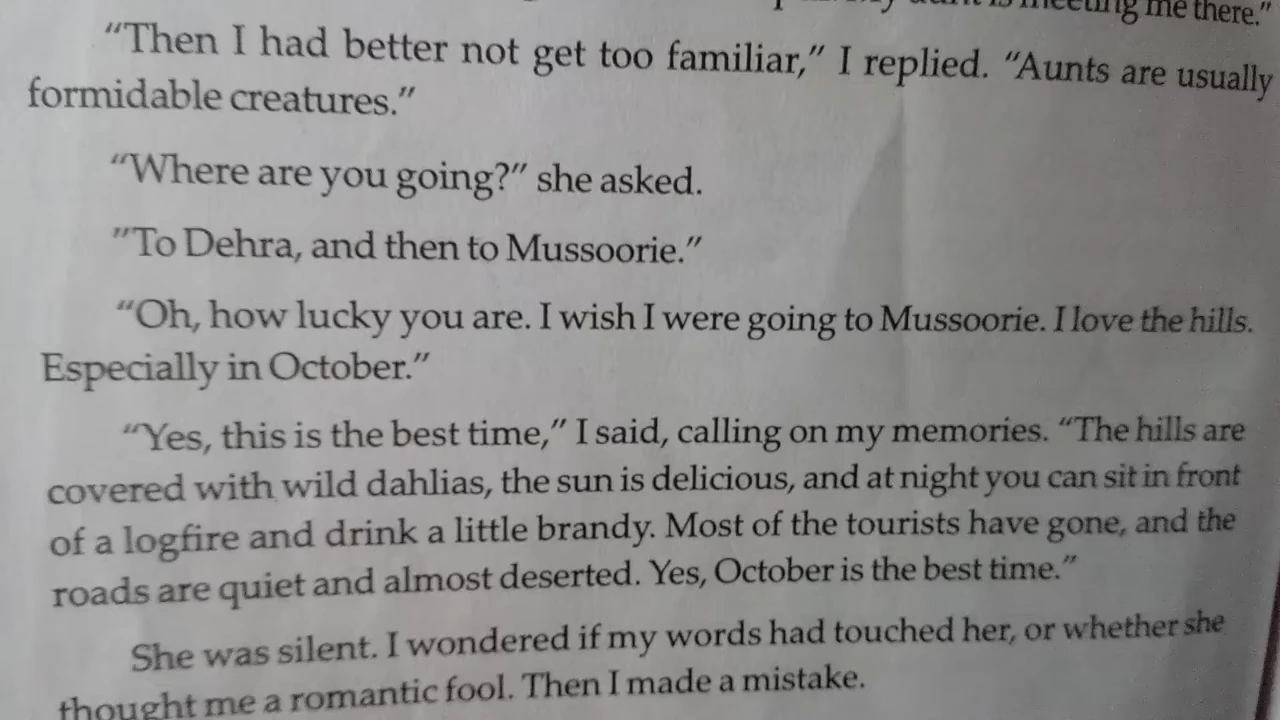 is meeting me there."
"Then I had better not get too familiar," I replied. "Aunts are usually
formidable creatures."
"Where are you going?" she asked.
"To Dehra, and then to Mussoorie."
"Oh, how lucky you are. I wish I were going to Mussoorie. I love the hills.
Especially in October."
"Yes, this is the best time," I said, calling on my memories. "The hills are
covered with wild dahlias, the sun is delicious, and at night you can sit in front
of a logfire and drink a little brandy. Most of the tourists have gone, and the
roads are quiet and almost deserted. Yes, October is the best time."
She was silent. I wondered if my words had touched her, or whether she
thought me a romantic fool. Then I made a mistake.